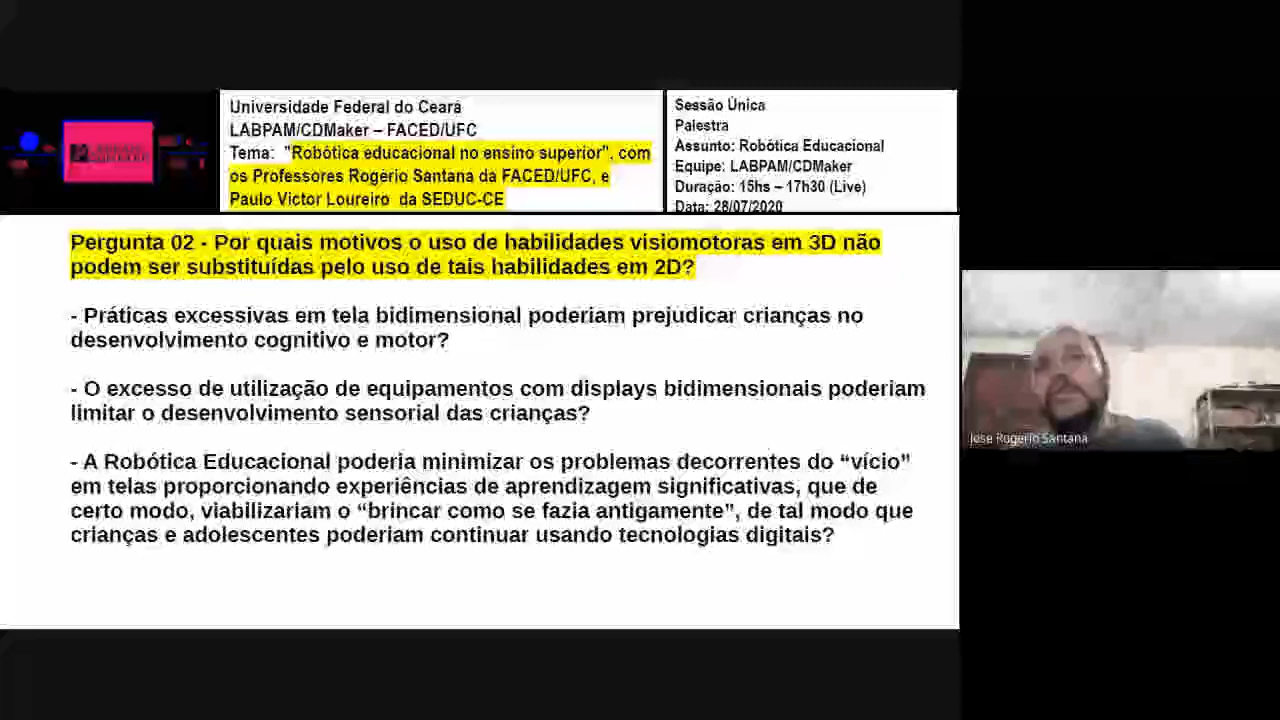 Universidade Federal do Ceará
LABPAM/CDMaker – FACED/UFC
Tema: "Robótica educacional no ensino superior", com
os Professores Rogerio Santana da FACED/UFC, e
Paulo Victor Loureiro da SEDUC-CE
Sessão Única
Palestra
Assunto: Robótica Educacional
Equipe: LABPAM/CDMaker
Duração: 15hs – 17h30 (Live)
Data: 28/07/2020
Pergunta 02 - Por quais motivos o uso de habilidades visiomotoras em 3D não
podem ser substituídas pelo uso de tais habilidades em 2D?
- Práticas excessivas em tela bidimensional poderiam prejudicar crianças no
desenvolvimento cognitivo e motor?
- O excesso de utilização de equipamentos com displays bidimensionais poderiam
limitar o desenvolvimento sensorial das crianças?
- A Robótica Educacional poderia minimizar os problemas decorrentes do “vício”
em telas proporcionando experiências de aprendizagem significativas, que de
certo modo, viabilizariam o “brincar como se fazia antigamente”, de tal modo que
crianças e adolescentes poderiam continuar usando tecnologias digitais?
Jose Rogerio Santana